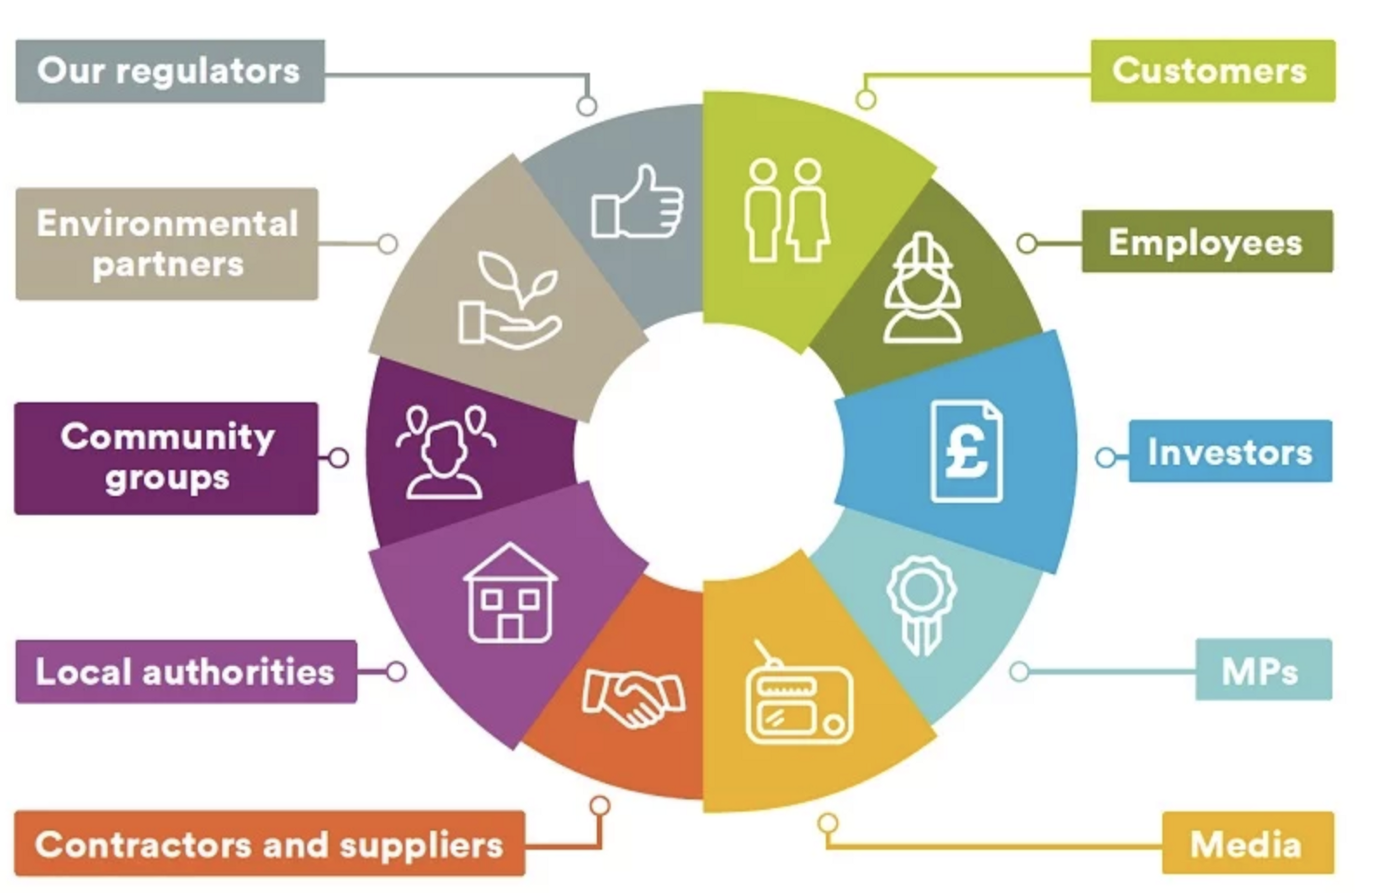 Our regulators
Customers
Environmental
partners
Employees
Community
groups
£
Investors
Local authorities
MPs
Contractors and suppliers
Media